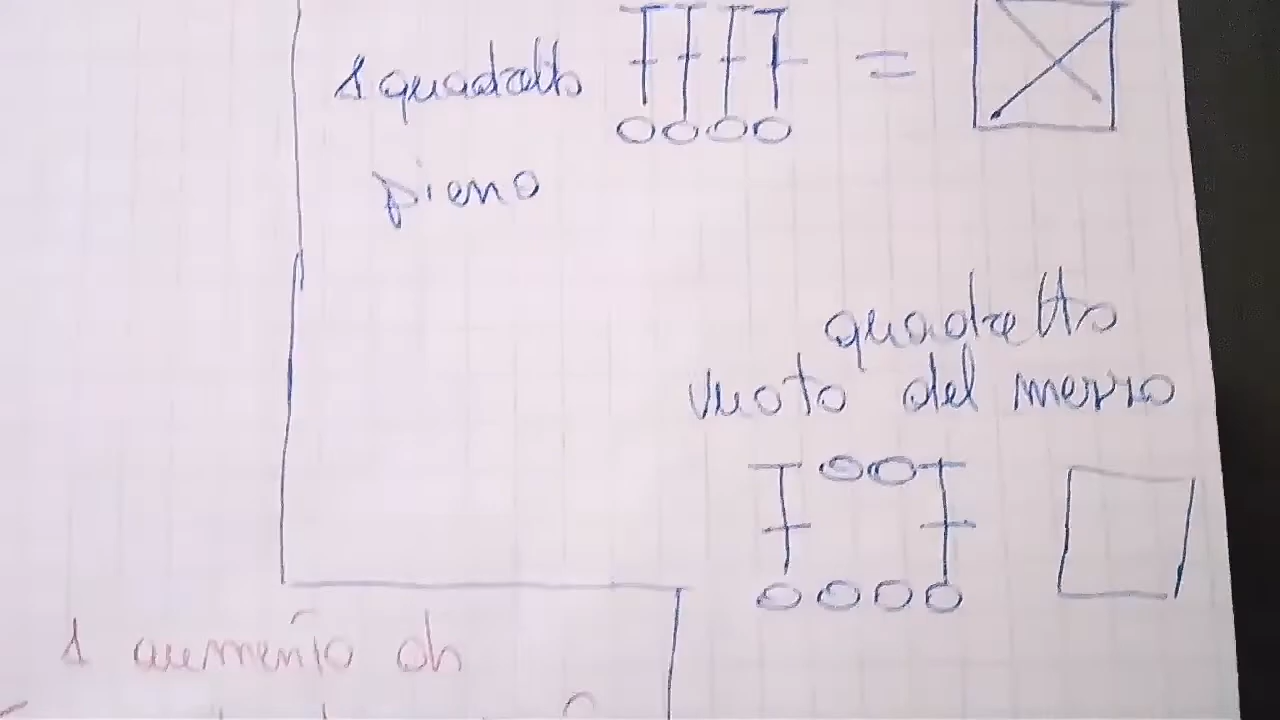 1 quadretto
pieno
=
quadretto
vuoto del mezzo
1 aumento di